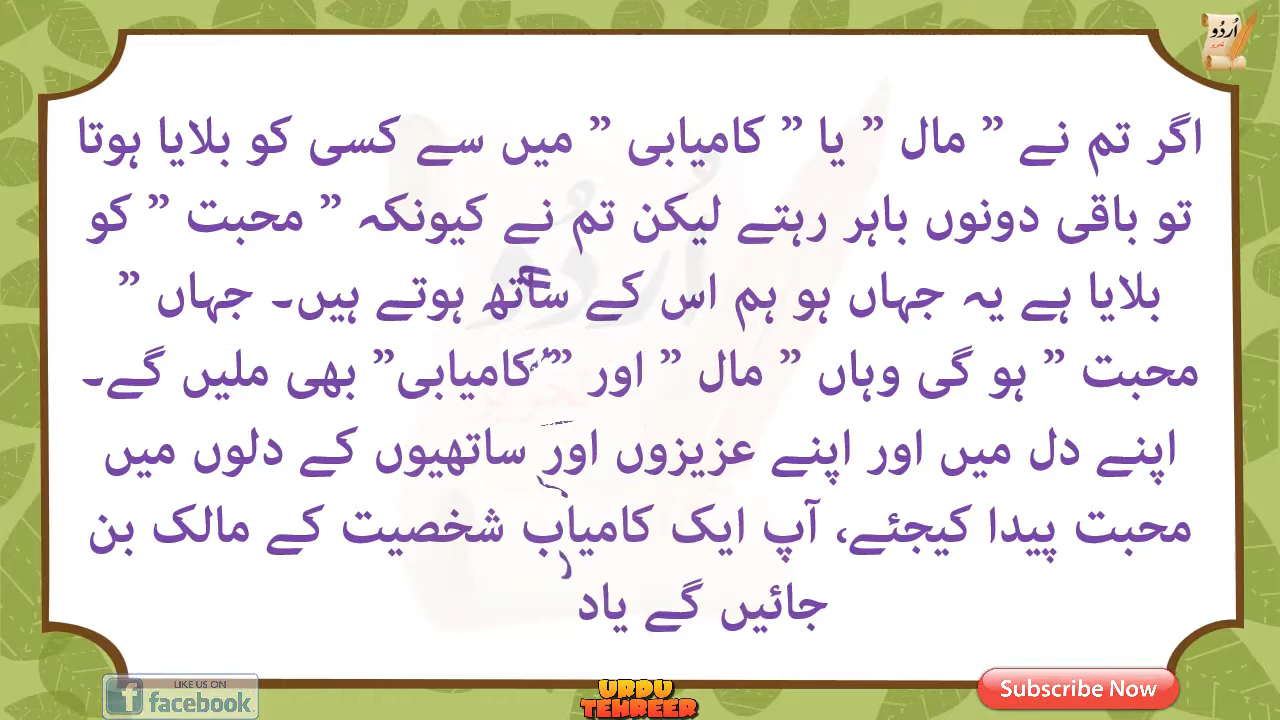 اُردُو
تحریر
اگر تم نے ” مال ” یا ” کامیابی ” میں سے کسی کو بلایا ہوتا
تو باقی دونوں باہر رہتے لیکن تم نے کیونکہ ” محبت ” کو
بلایا ہے یہ جہاں ہو ہم اس کے ساتھ ہوتے ہیں۔ جہاں ”
محبت ” ہو گی وہاں ” مال ” اور ” کامیابی” بھی ملیں گے۔
اپنے دل میں اور اپنے عزیزوں اور ساتھیوں کے دلوں میں
محبت پیدا کیجئے، آپ ایک کامیاب شخصیت کے مالک بن
جائیں گے یاد
LIKE US ON
facebook
URDU
TEHREER
Subscribe Now